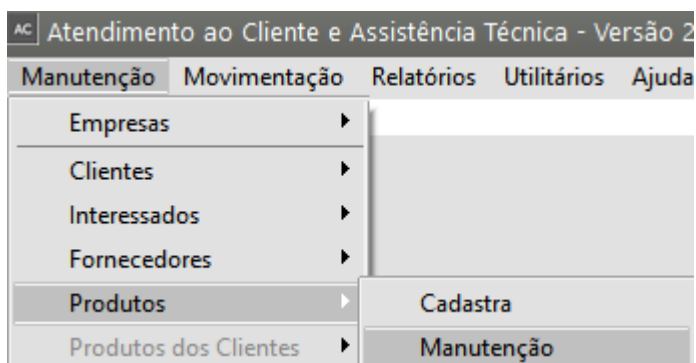 AC Atendimento ao Cliente e Assistência Técnica - Versão 2
Manutenção Movimentação Relatórios Utilitários Ajuda
Empresas
Clientes
Interessados
Fornecedores
Produtos Cadastra
Produtos dos Clientes Manutenção